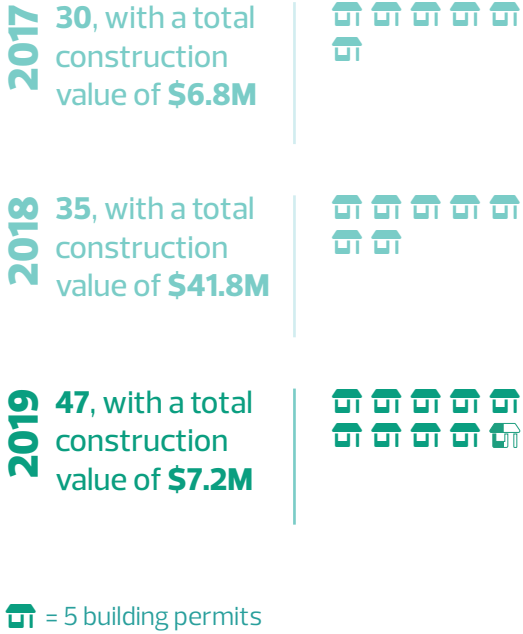 2017
30, with a total
construction
value of $6.8M
2018
35, with a total
construction
value of $41.8M
2019
47, with a total
construction
value of $7.2M
= 5 building permits